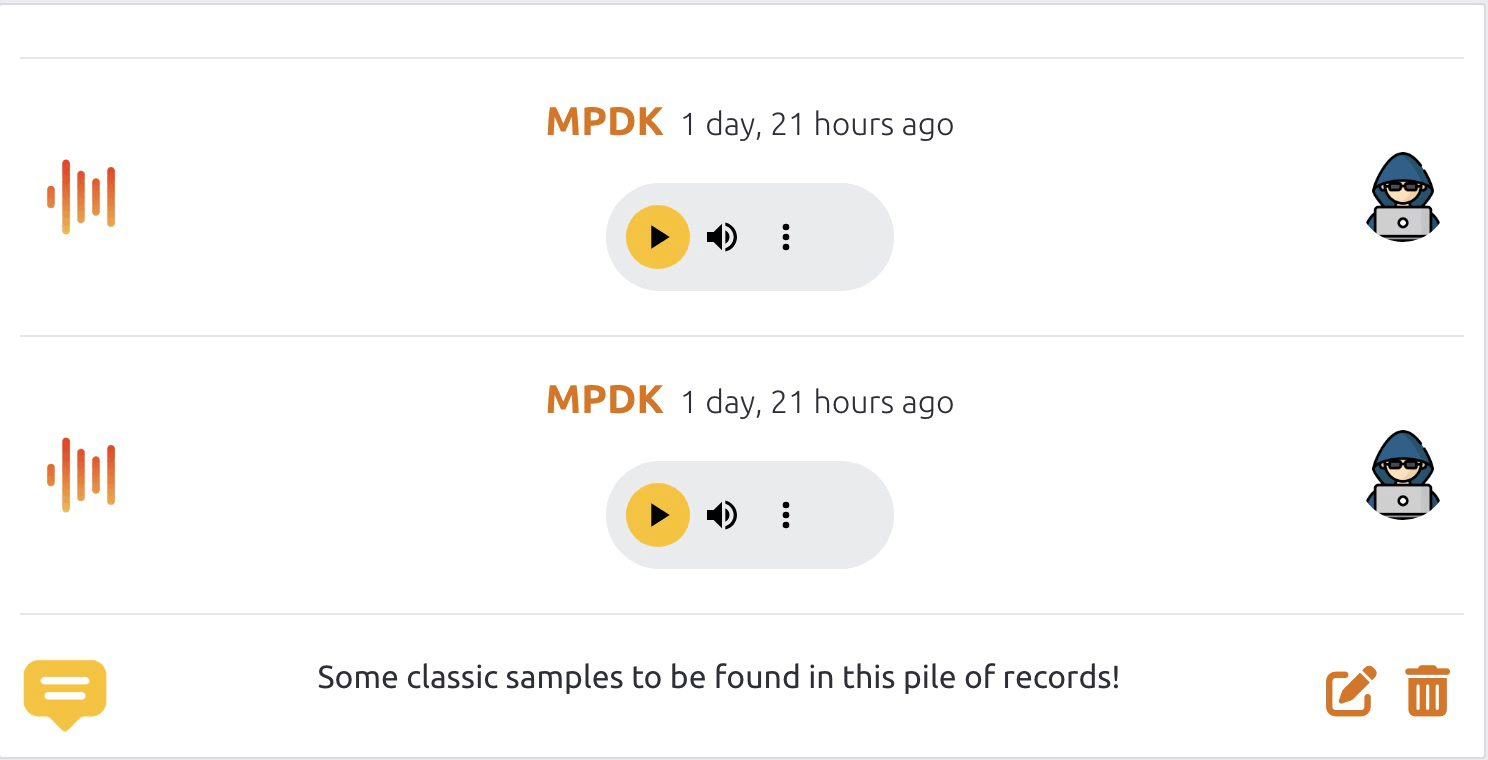 MPDK 1 day, 21 hours ago
MPDK 1 day, 21 hours ago
Some classic samples to be found in this pile of records!